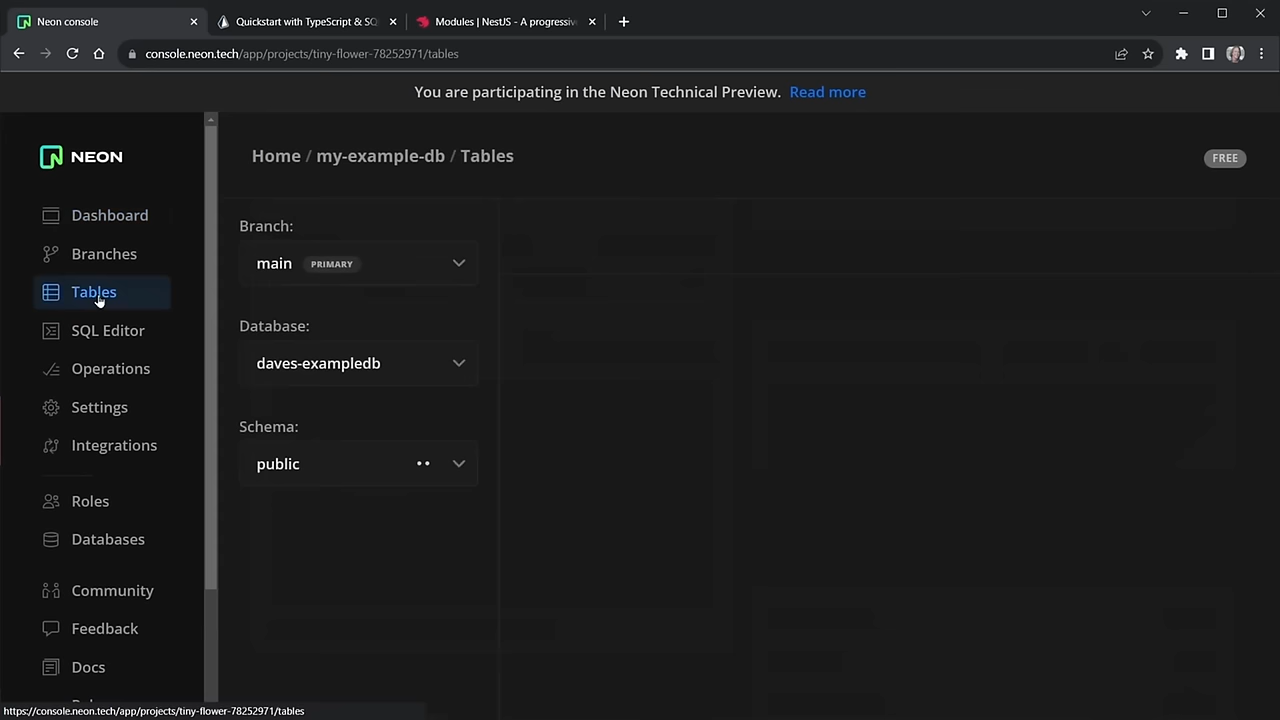 Neon console
Quickstart with TypeScript & SQ
Modules | NestJS - A progressiv
console.neon.tech/app/projects/tiny-flower-78252971/tables
You are participating in the Neon Technical Preview. Read more
NEON
Home / my-example-db / Tables
FREE
Dashboard
Branches
Tables
SQL Editor
Operations
Settings
Integrations
Roles
Databases
Community
Feedback
Docs
Branch:
main PRIMARY
Database:
daves-exampledb
Schema:
public
https://console.neon.tech/app/projects/tiny-flower-78252971/tables